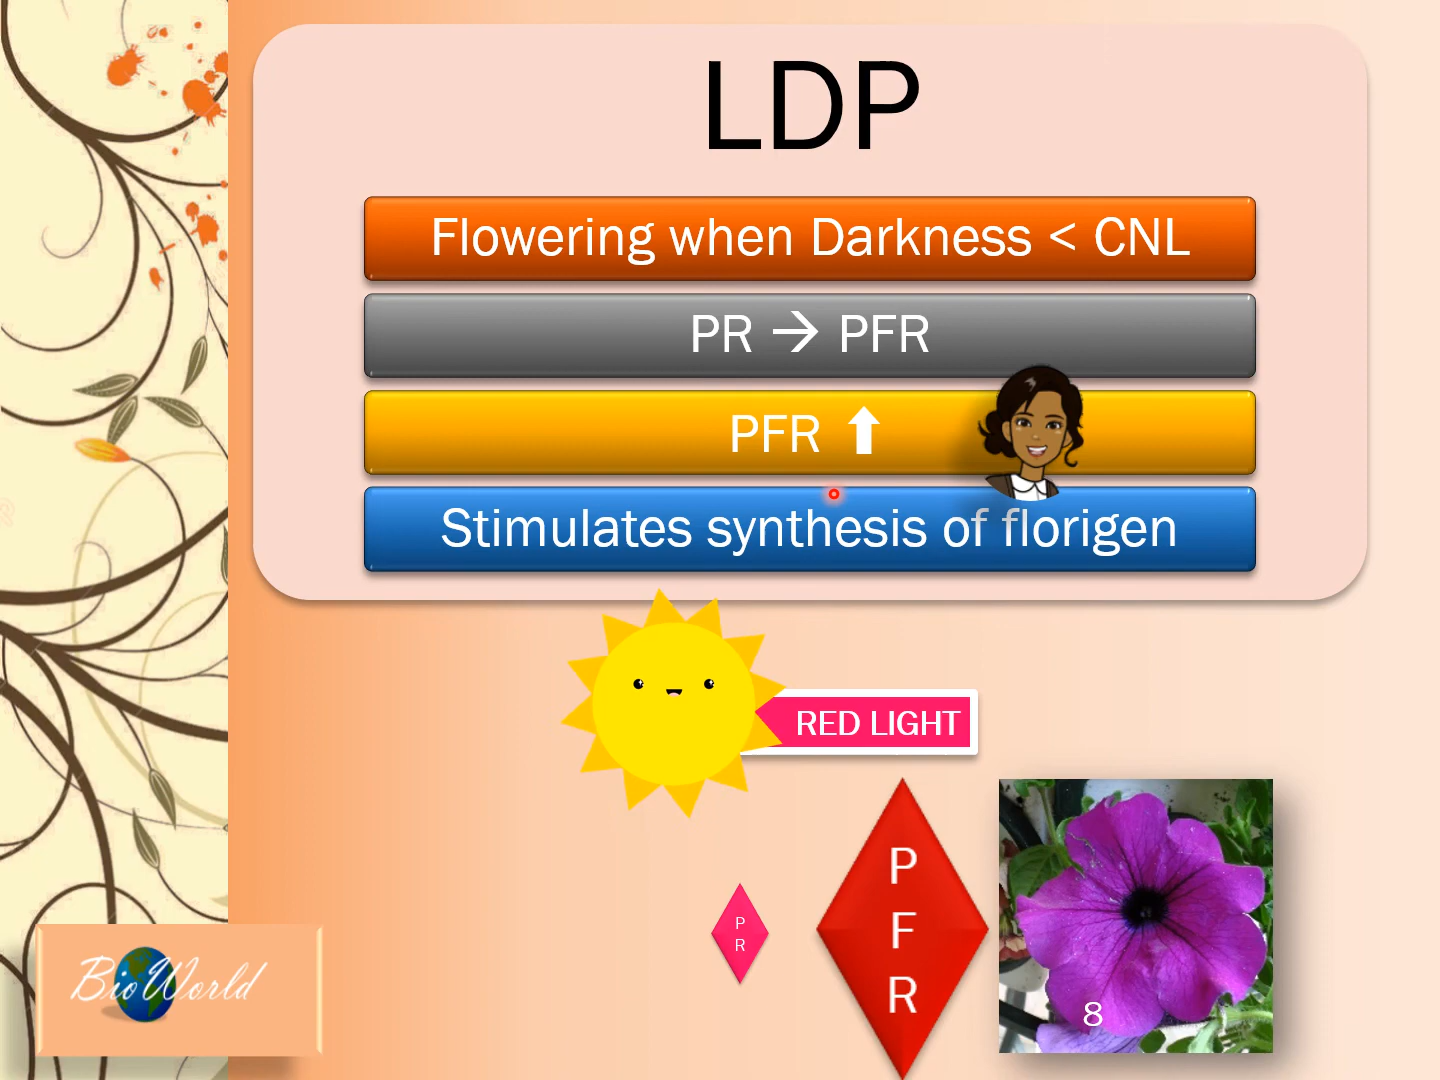 LDP
Flowering when Darkness < CNL
PR → PFR
PFR ⬆
Stimulates synthesis of florigen
RED LIGHT
P
R
P
F
R
8
BioWorld